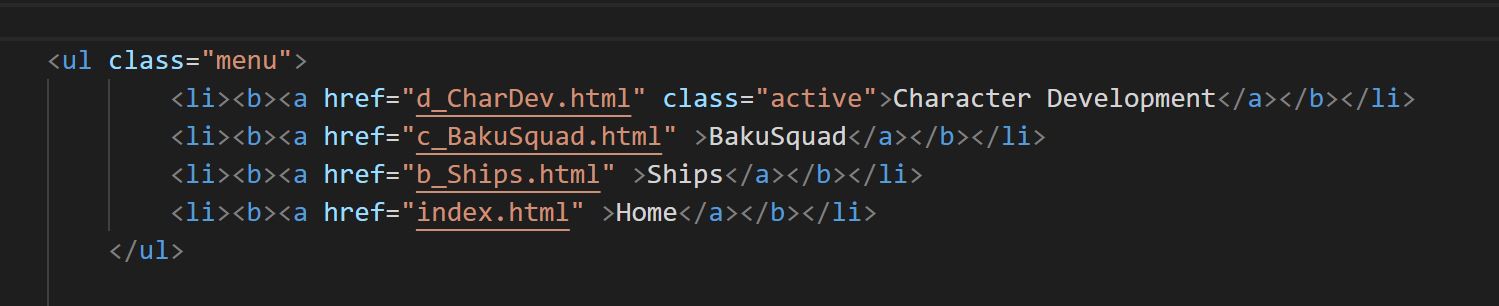 <ul class="menu">
<li><b><a href="d_CharDev.html" class="active">Character Development</a></b></li>
<li><b><a href="c_BakuSquad.html" >BakuSquad</a></b></li>
<li><b><a href="b_Ships.html" >Ships</a></b></li>
<li><b><a href="index.html" >Home</a></b></li>
</ul>